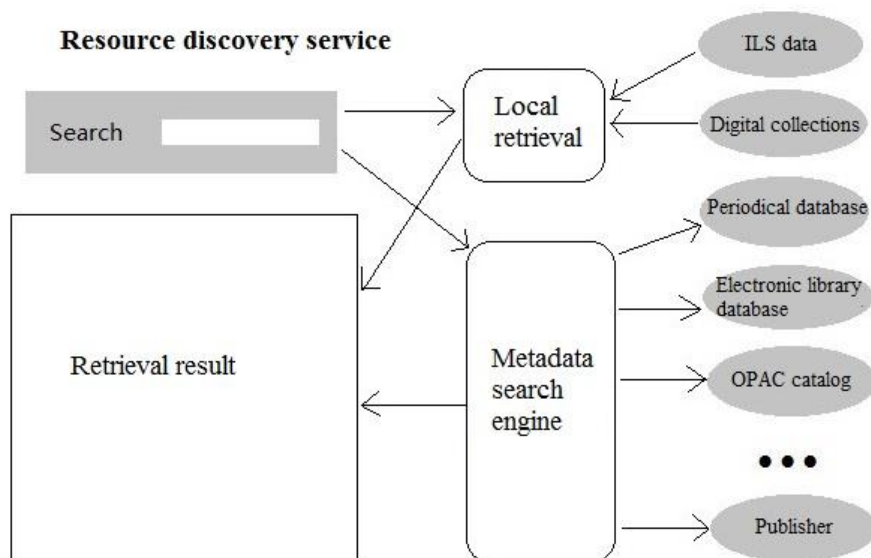 Resource discovery service
Search
Local
retrieval
ILS data
Digital collections
Periodical database
Electronic library
database
OPAC catalog
•••
Publisher
Metadata
search
engine
Retrieval result